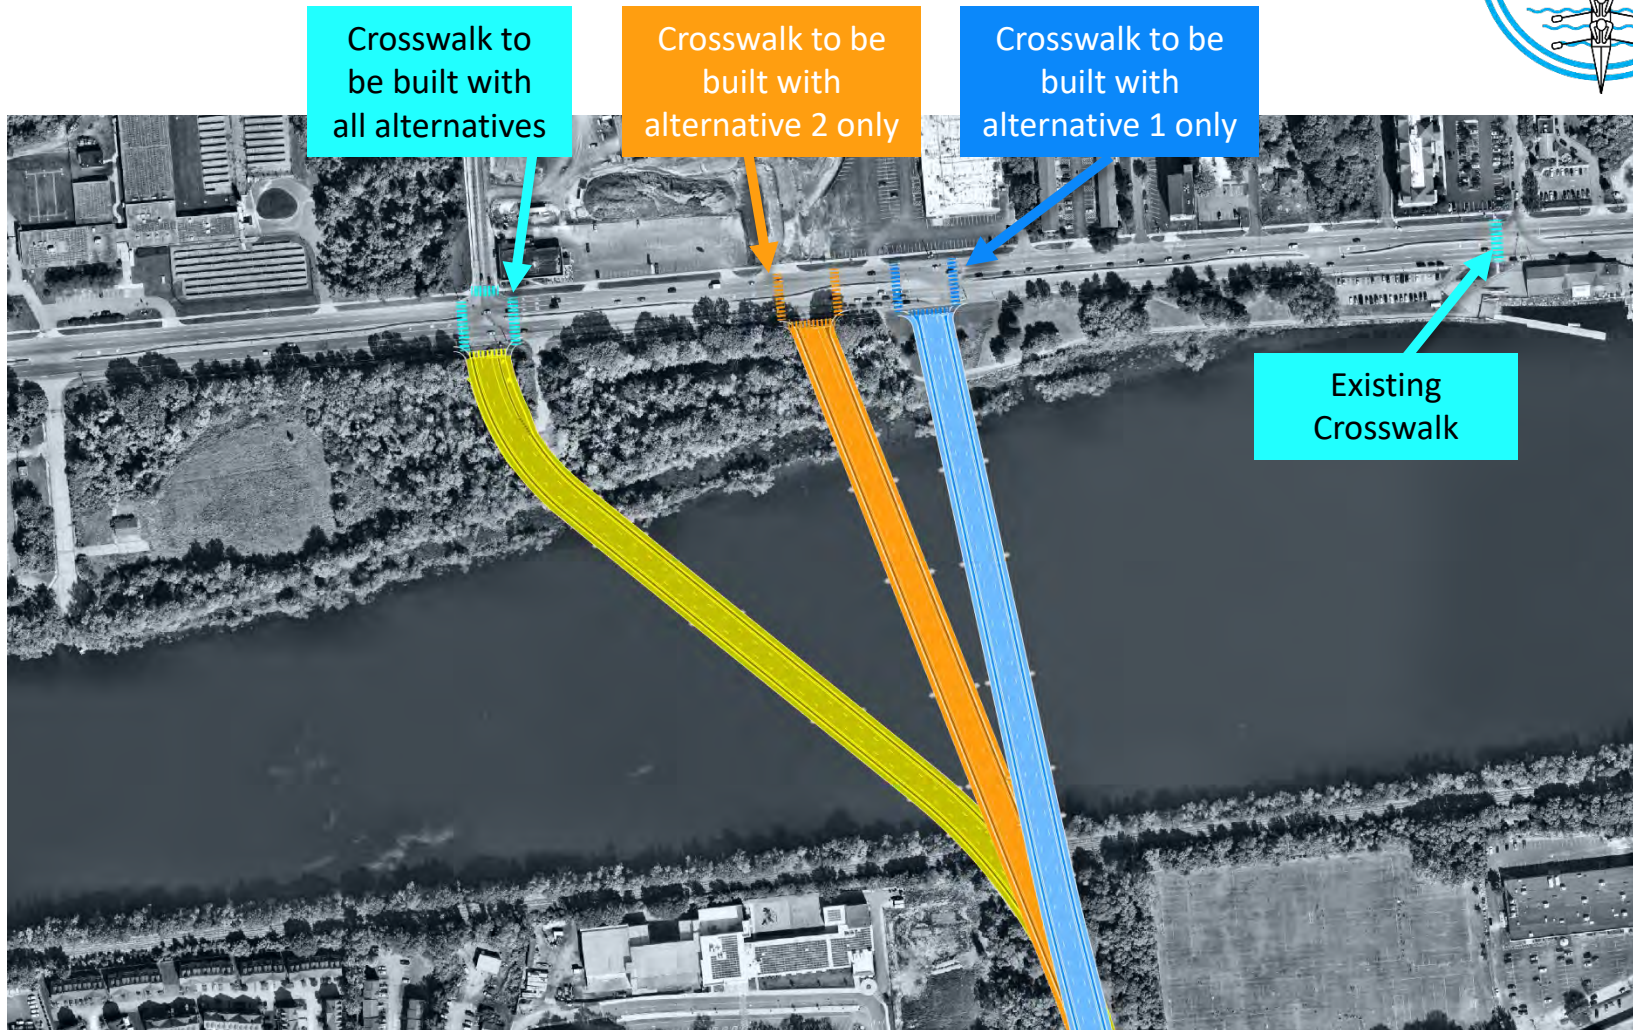 Crosswalk to
be built with
all alternatives
Crosswalk to be
built with
alternative 2 only
Crosswalk to be
built with
alternative 1 only
Existing
Crosswalk